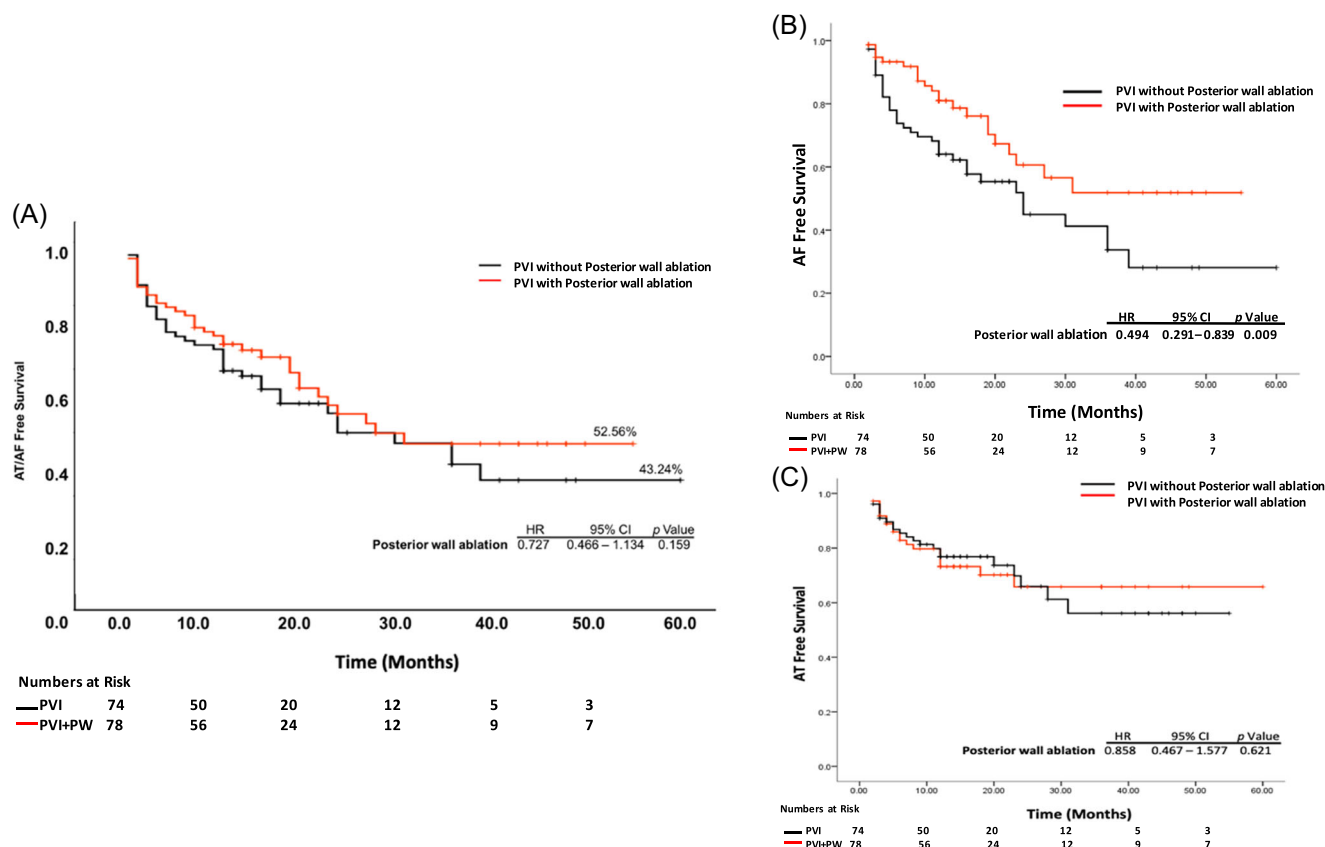 (A)
1.0
0.8
0.6
0.4
0.2
0.0
AT/AF Free Survival
PVI without Posterior wall ablation
PVI with Posterior wall ablation
52.56%
43.24%
HR 95% CI p Value
Posterior wall ablation 0.727 0.466 – 1.134 0.159
0.0 10.0 20.0 30.0 40.0 50.0 60.0
Time (Months)
Numbers at Risk
PVI 74 50 20 12 5 3
PVI+PW 78 56 24 12 9 7
(B)
1.0
0.8
0.6
0.4
0.2
0.0
AF Free Survival
PVI without Posterior wall ablation
PVI with Posterior wall ablation
HR 95% CI p Value
Posterior wall ablation 0.494 0.291–0.839 0.009
0.00 10.00 20.00 30.00 40.00 50.00 60.00
Time (Months)
Numbers at Risk
PVI 74 50 20 12 5 3
PVI+PW 78 56 24 12 9 7
(C)
1.0
0.8
0.6
0.4
0.2
0.0
AT Free Survival
PVI without Posterior wall ablation
PVI with Posterior wall ablation
HR 95% CI p Value
Posterior wall ablation 0.858 0.467 – 1.577 0.621
0.00 10.00 20.00 30.00 40.00 50.00 60.00
Time (Months)
Numbers at Risk
PVI 74 50 20 12 5 3
PVI+PW 78 56 24 12 9 7